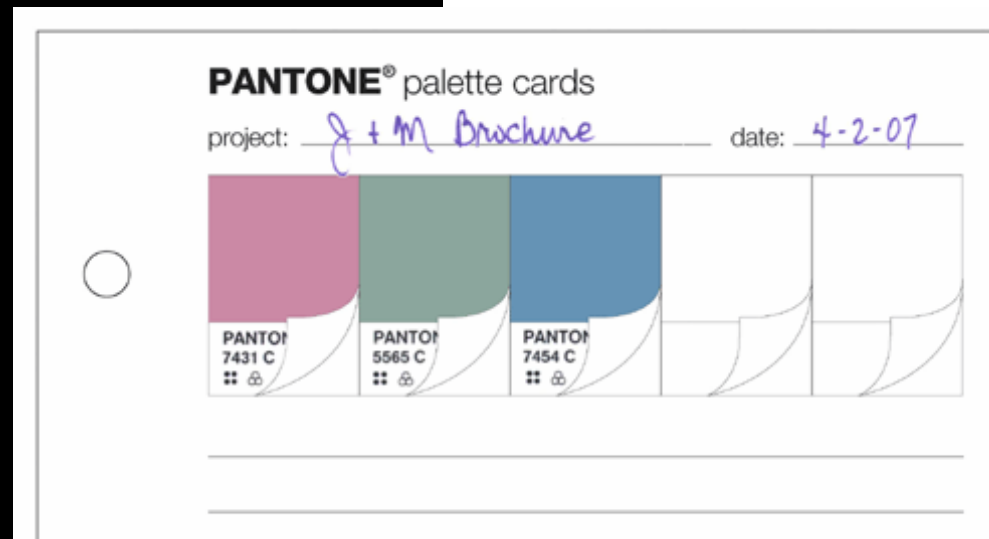 PANTONE® palette cards
project: J + M Brochure date: 4-2-07
PANTON PANTON PANTON
7431 C 5565 C 7454 C